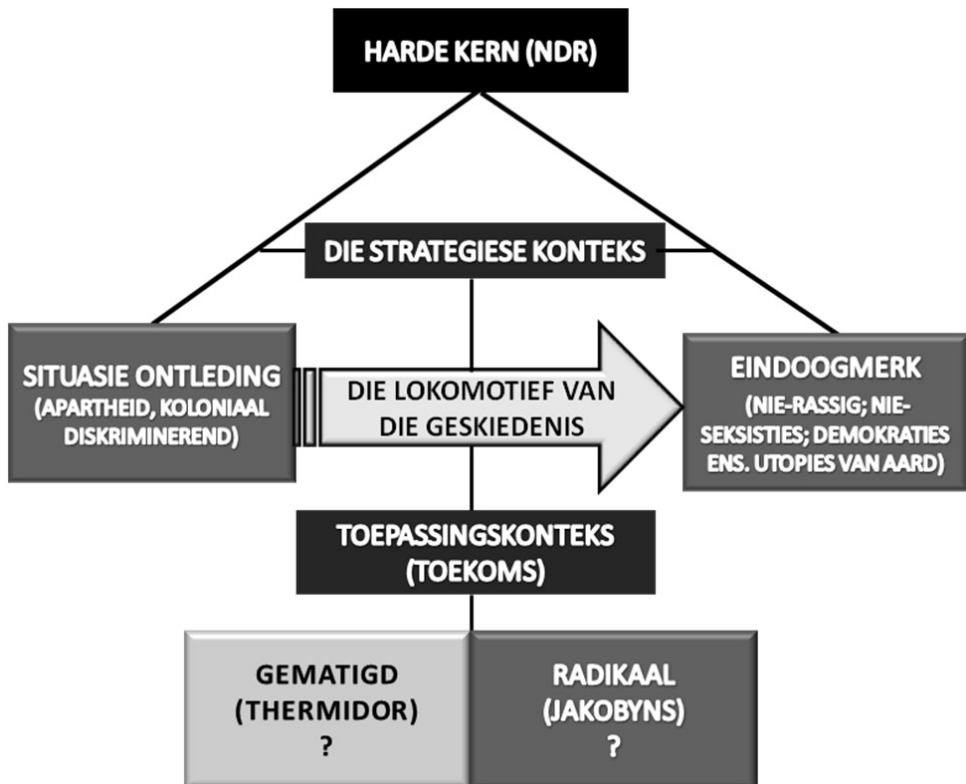 HARDE KERN (NDR)
DIE STRATEGIESE KONTEKS
SITUASIE ONTLEDING
(APARTHEID, KOLONIAAL
DISKRIMINEREND)
DIE LOKOMOTIEF VAN
DIE GESKIEDENIS
EINDOOGMERK
(NIE-RASSIG; NIE-
SEKSISTIES; DEMOKRATIES
ENS. UTOPIES VAN AARD)
TOEPASSINGSKONTEKS
(TOEKOMS)
GEMATIGD
(THERMIDOR)
?
RADIKAAL
(JAKOBYNS)
?